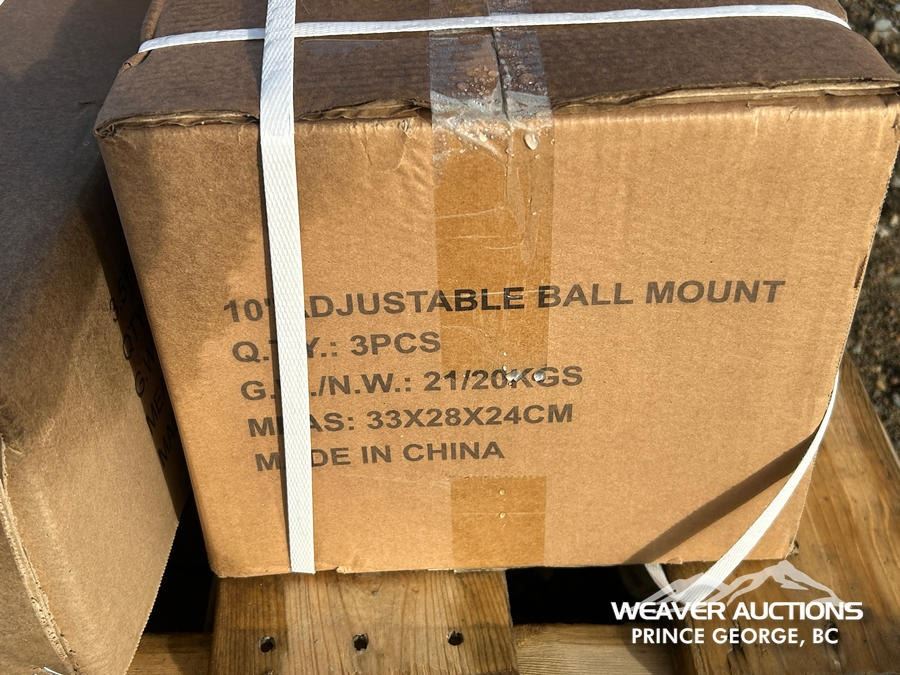 10" ADJUSTABLE BALL MOUNT
Q.TY.: 3PCS
G.W./N.W.: 21/20KGS
MEAS: 33X28X24CM
MADE IN CHINA
WEAVER AUCTIONS
PRINCE GEORGE, BC